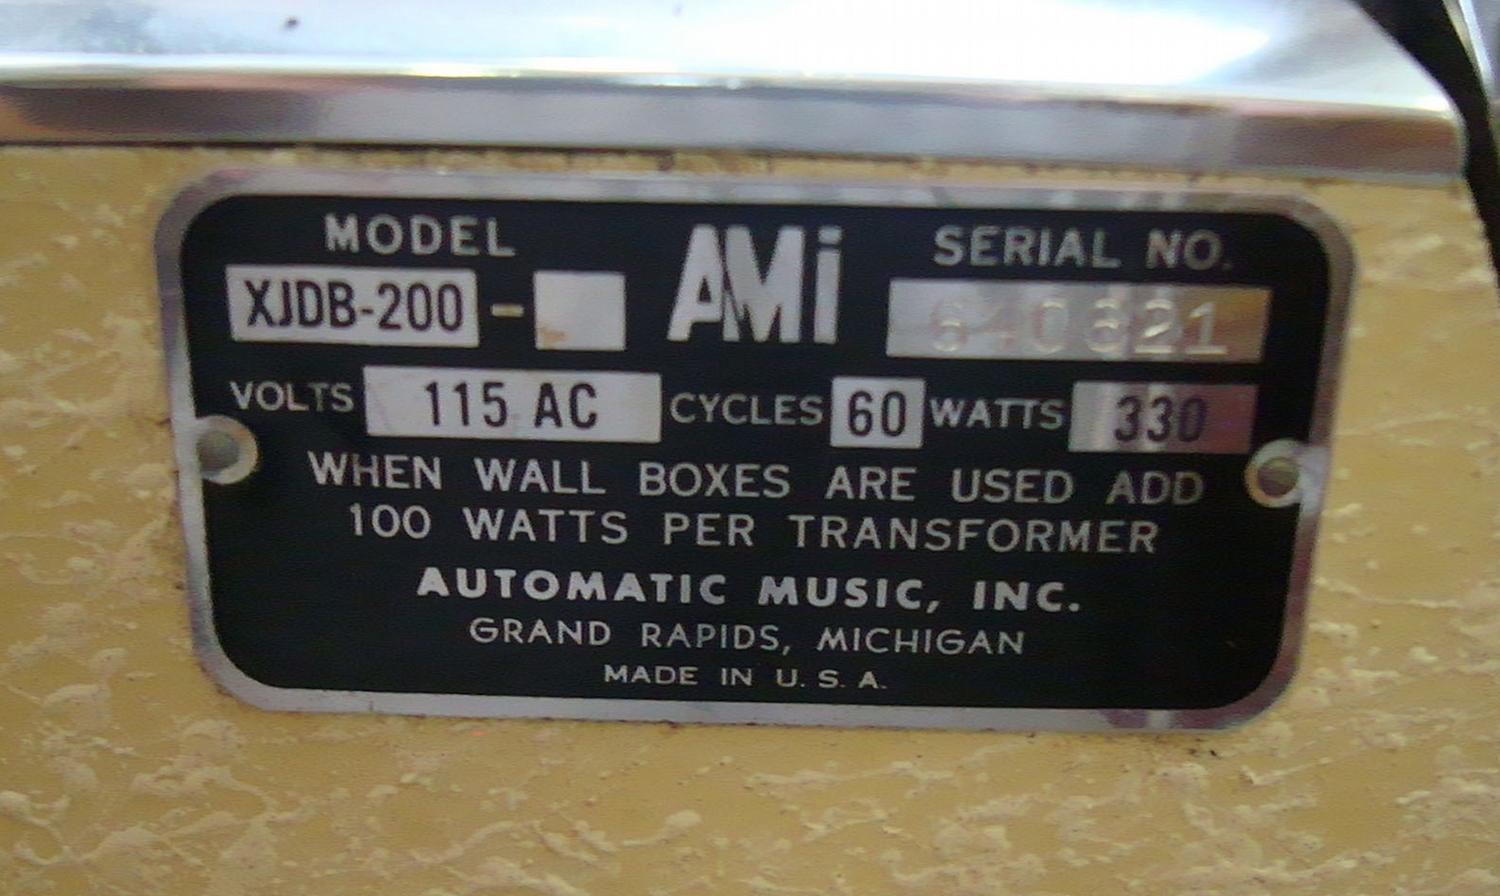 MODEL AMi SERIAL NO.
XJDB-200 -
VOLTS 115 AC CYCLES 60 WATTS 330
WHEN WALL BOXES ARE USED ADD
100 WATTS PER TRANSFORMER
AUTOMATIC MUSIC, INC.
GRAND RAPIDS, MICHIGAN
MADE IN U. S. A.